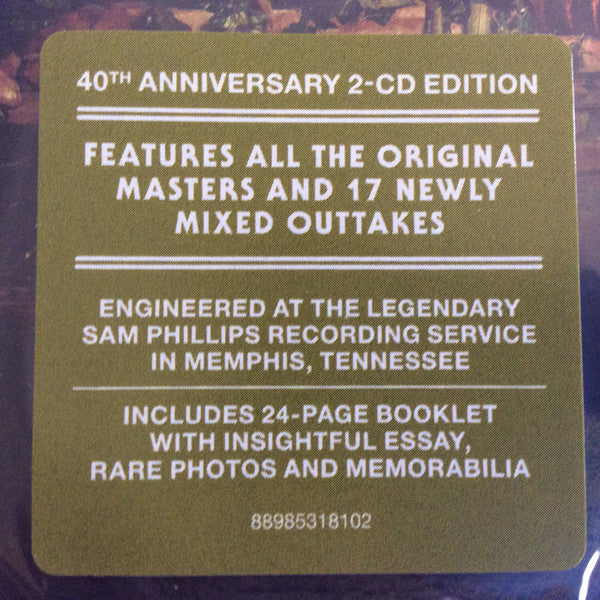 40TH ANNIVERSARY 2-CD EDITION
FEATURES ALL THE ORIGINAL
MASTERS AND 17 NEWLY
MIXED OUTTAKES
ENGINEERED AT THE LEGENDARY
SAM PHILLIPS RECORDING SERVICE
IN MEMPHIS, TENNESSEE
INCLUDES 24-PAGE BOOKLET
WITH INSIGHTFUL ESSAY,
RARE PHOTOS AND MEMORABILIA
88985318102